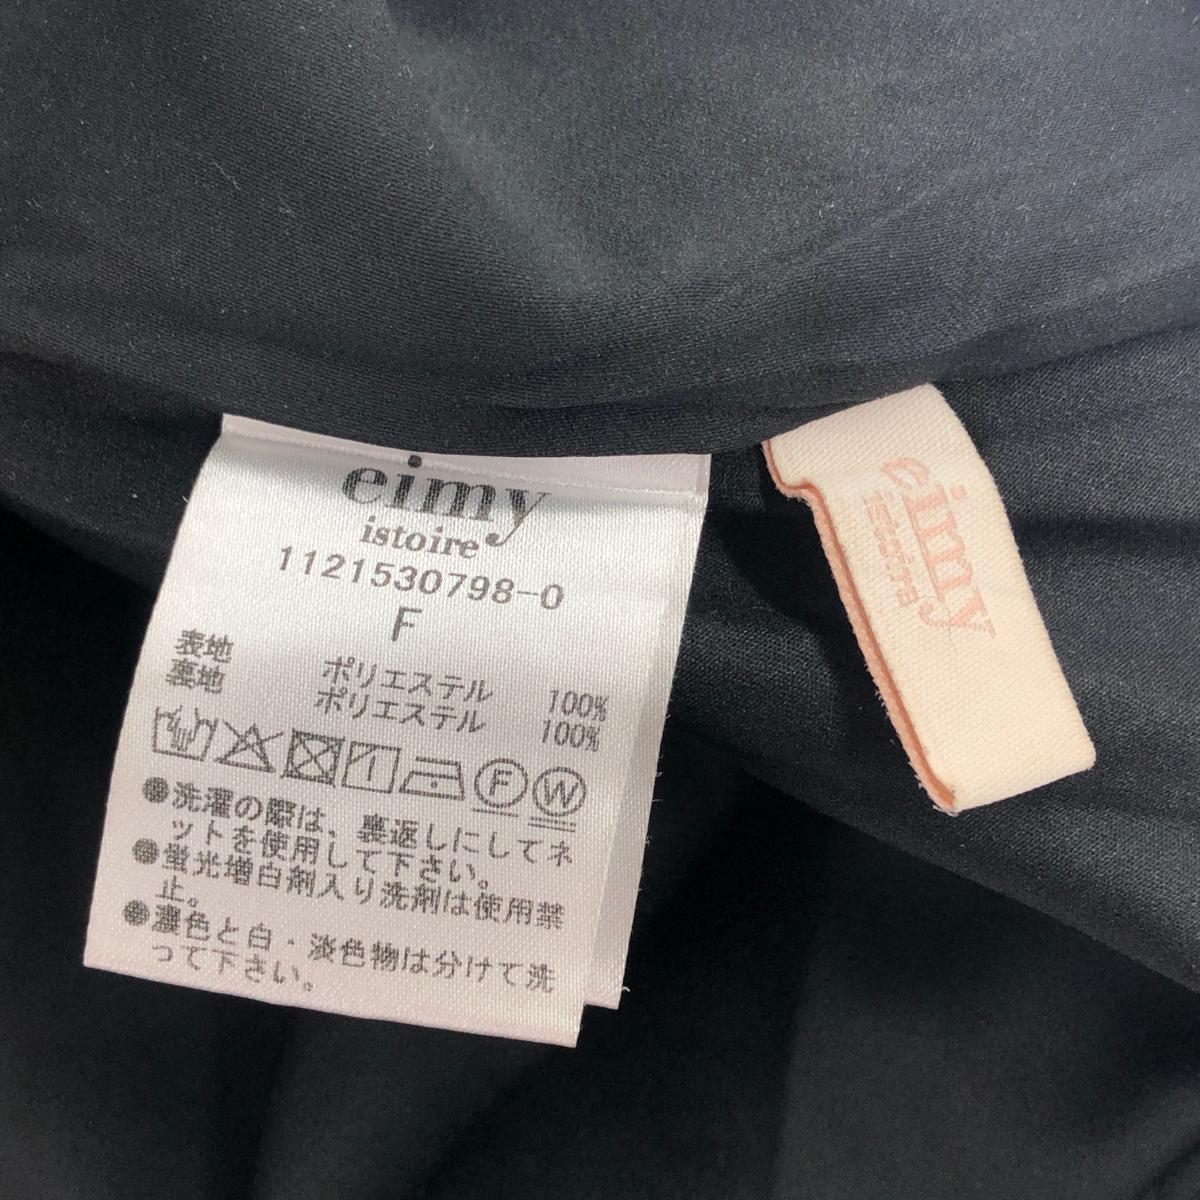 eimy
istoire
1121530798-0
F
表地 ポリエステル 100%
裏地 ポリエステル 100%
F W
●洗濯の際は、裏返しにしてネ
ットを使用して下さい。
●蛍光増白剤入り洗剤は使用禁
止。
●濃色と白・淡色物は分けて洗
って下さい。
eimy
istoire